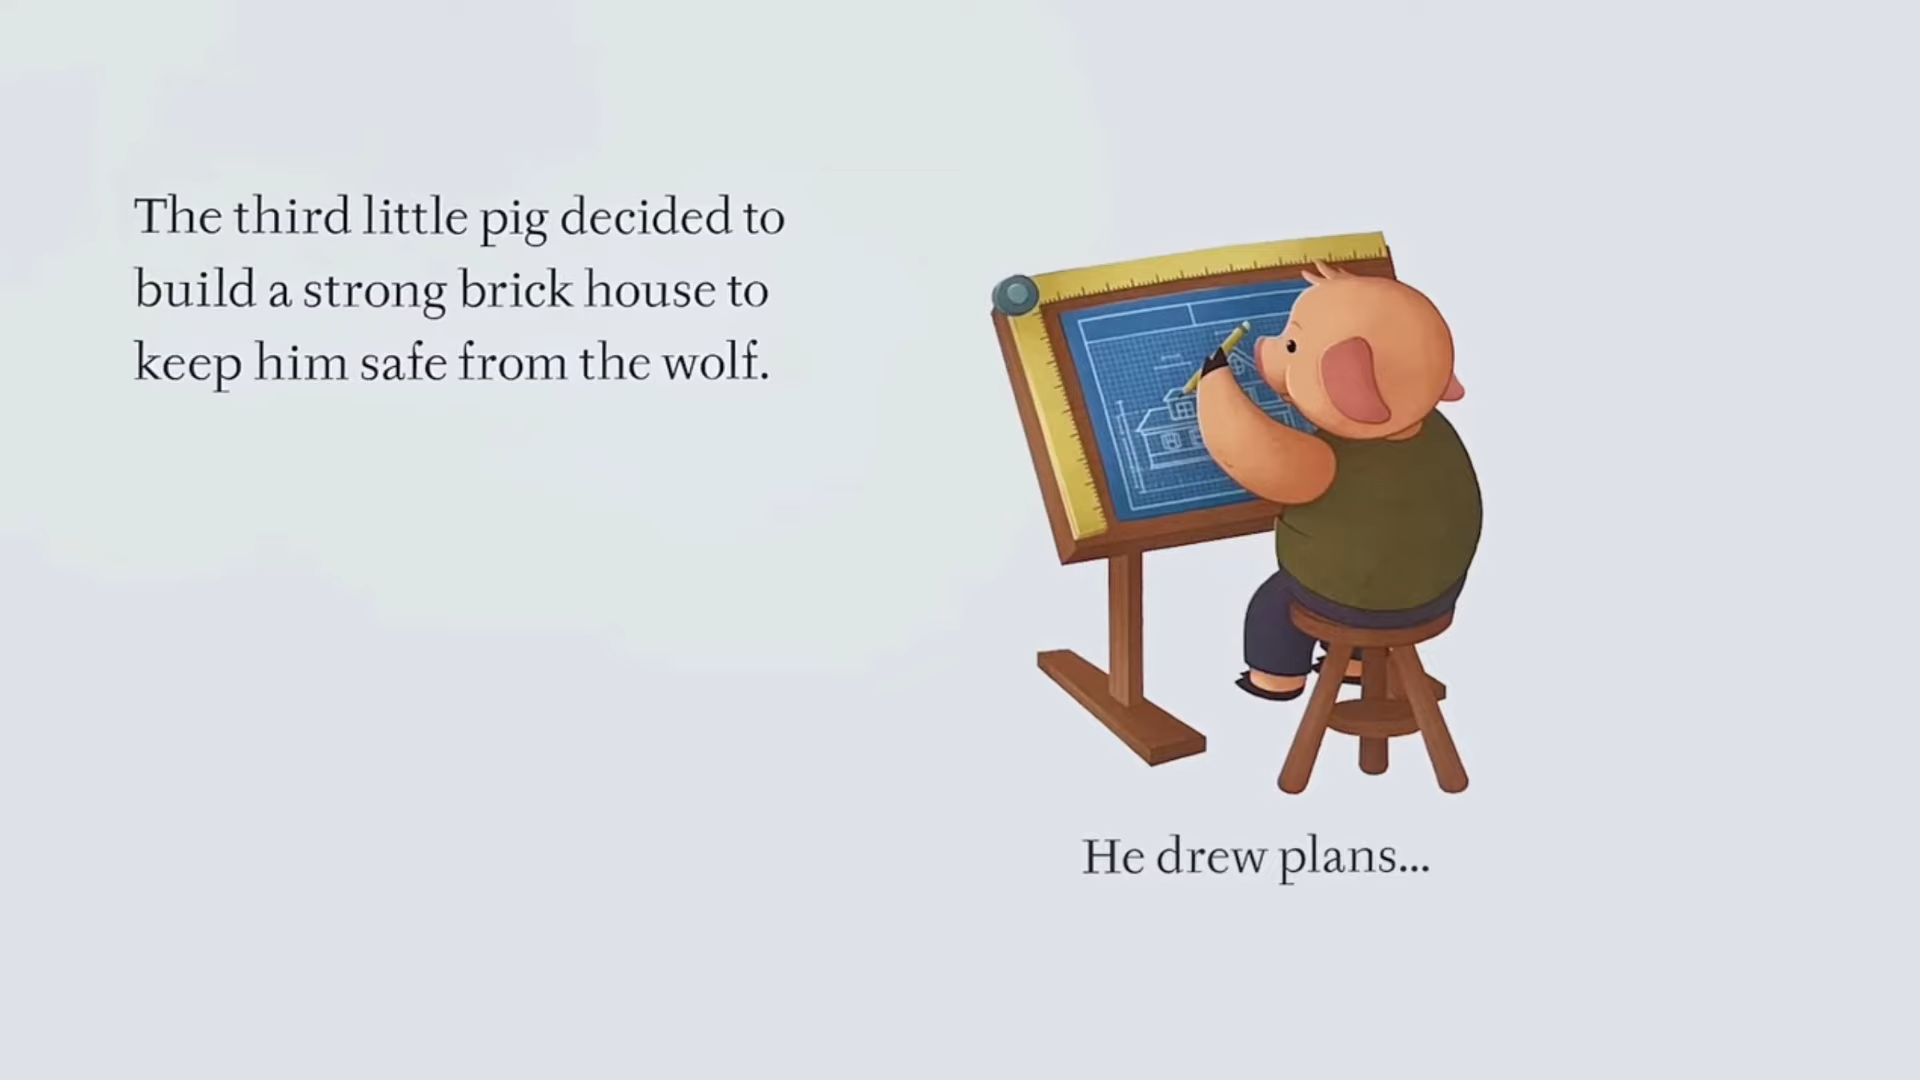 The third little pig decided to
build a strong brick house to
keep him safe from the wolf.
He drew plans...